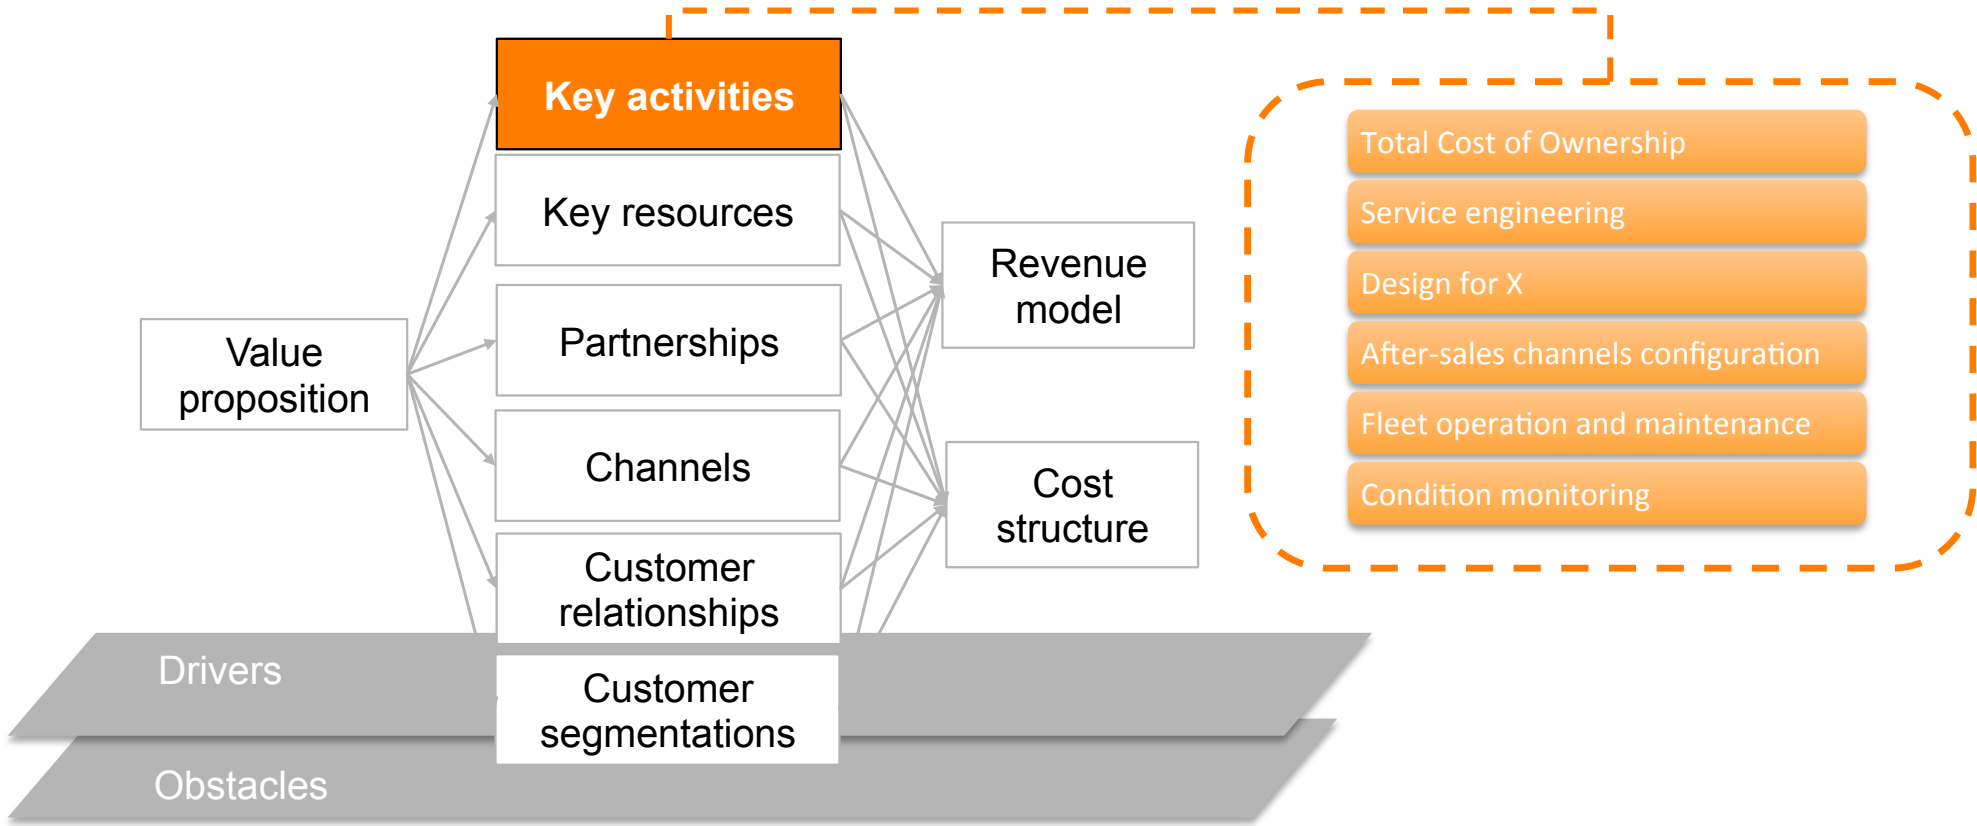 Key activities
Key resources
Partnerships
Channels
Customer
relationships
Customer
segmentations
Value
proposition
Revenue
model
Cost
structure
Drivers
Obstacles
Total Cost of Ownership
Service engineering
Design for X
After-sales channels configuration
Fleet operation and maintenance
Condition monitoring